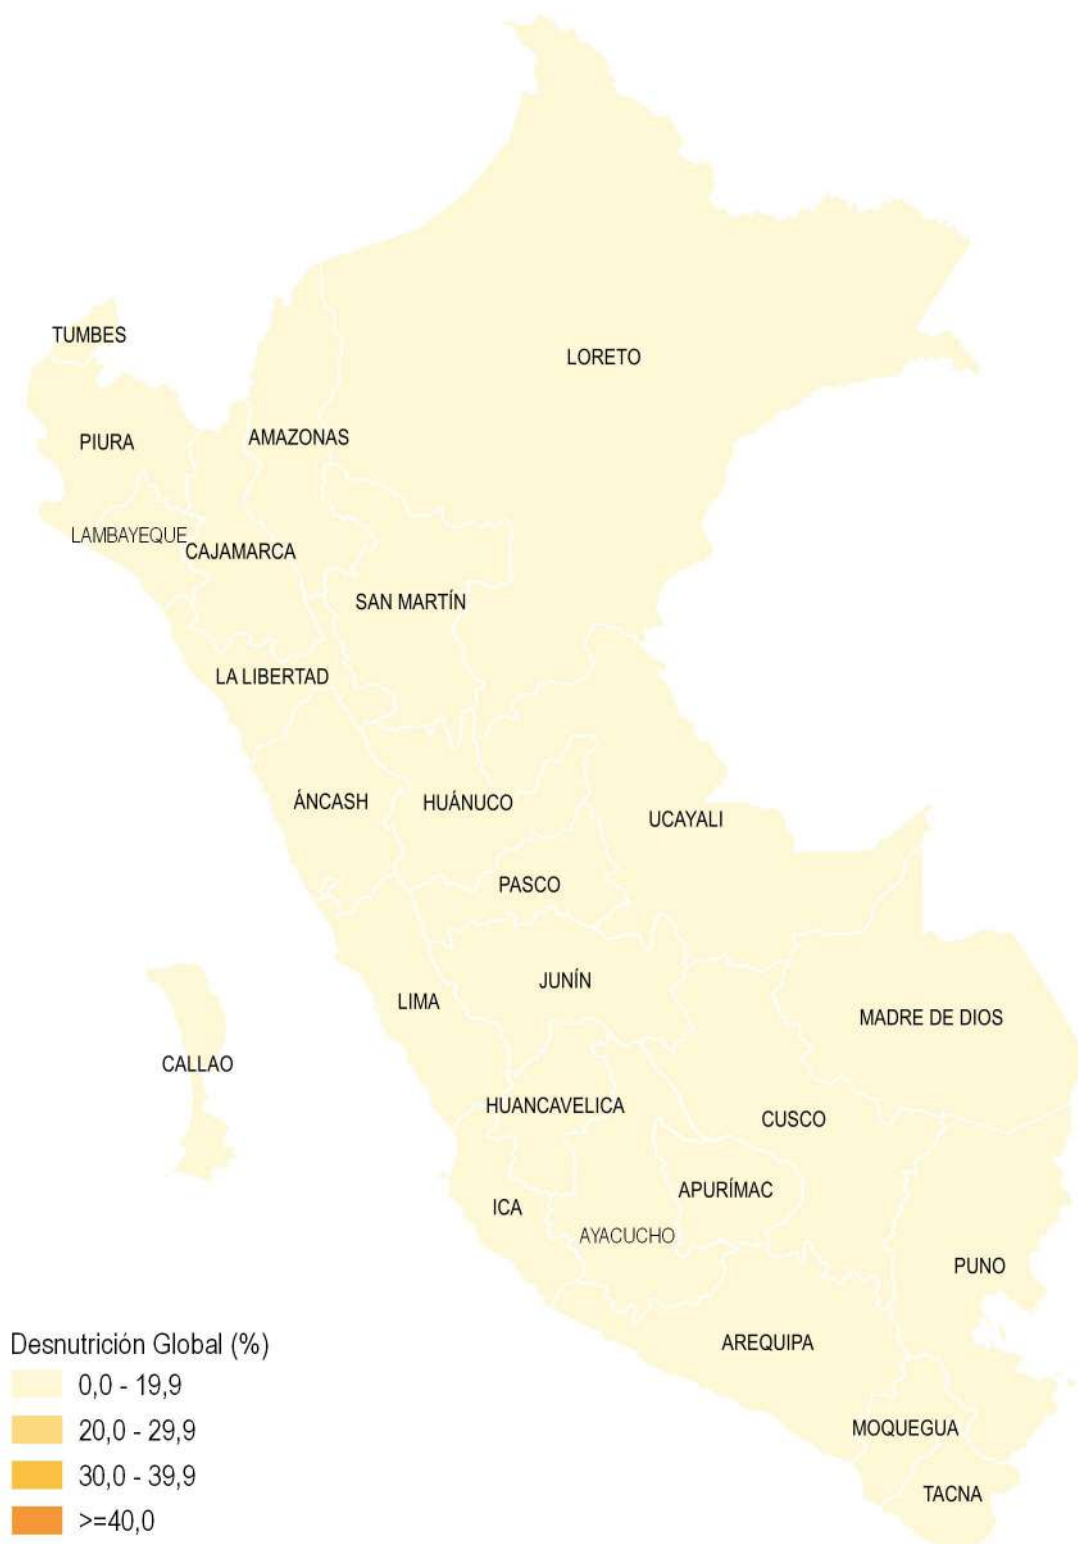 TUMBES
LORETO
PIURA
AMAZONAS
LAMBAYEQUE
CAJAMARCA
SAN MARTÍN
LA LIBERTAD
ÁNCASH
HUÁNUCO
UCAYALI
PASCO
JUNÍN
LIMA
MADRE DE DIOS
CALLAO
HUANCAVELICA
CUSCO
APURÍMAC
ICA
AYACUCHO
PUNO
AREQUIPA
MOQUEGUA
TACNA
Desnutrición Global (%)
0,0 - 19,9
20,0 - 29,9
30,0 - 39,9
>=40,0